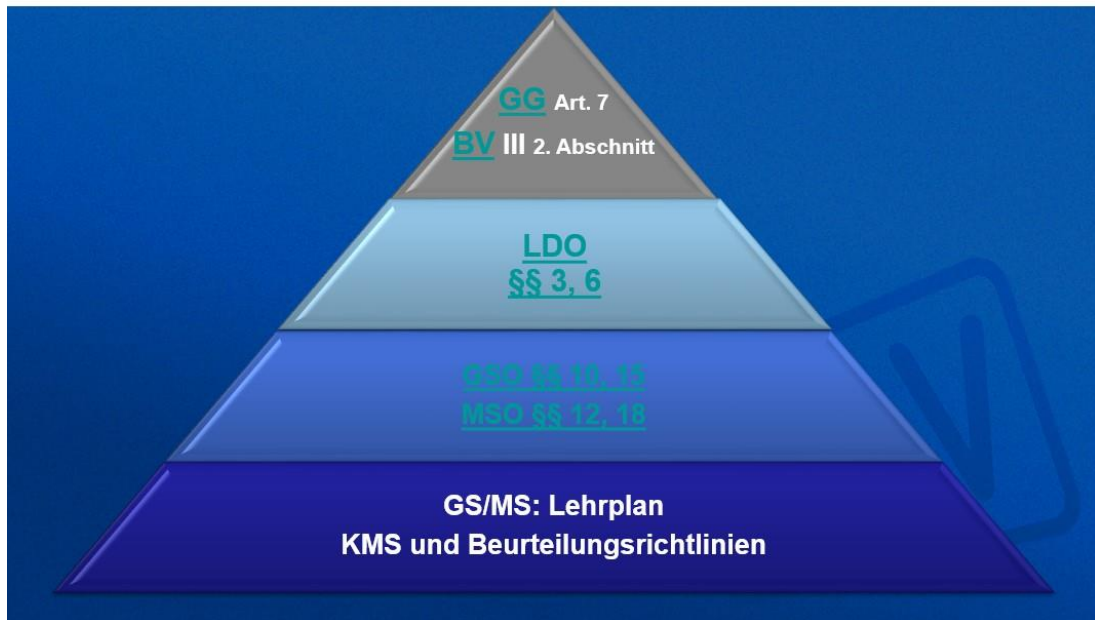 GG Art. 7
BV III 2. Abschnitt
LDO
§§ 3, 6
GSO §§ 10, 15
MSO §§ 12, 18
GS/MS: Lehrplan
KMS und Beurteilungsrichtlinien
V